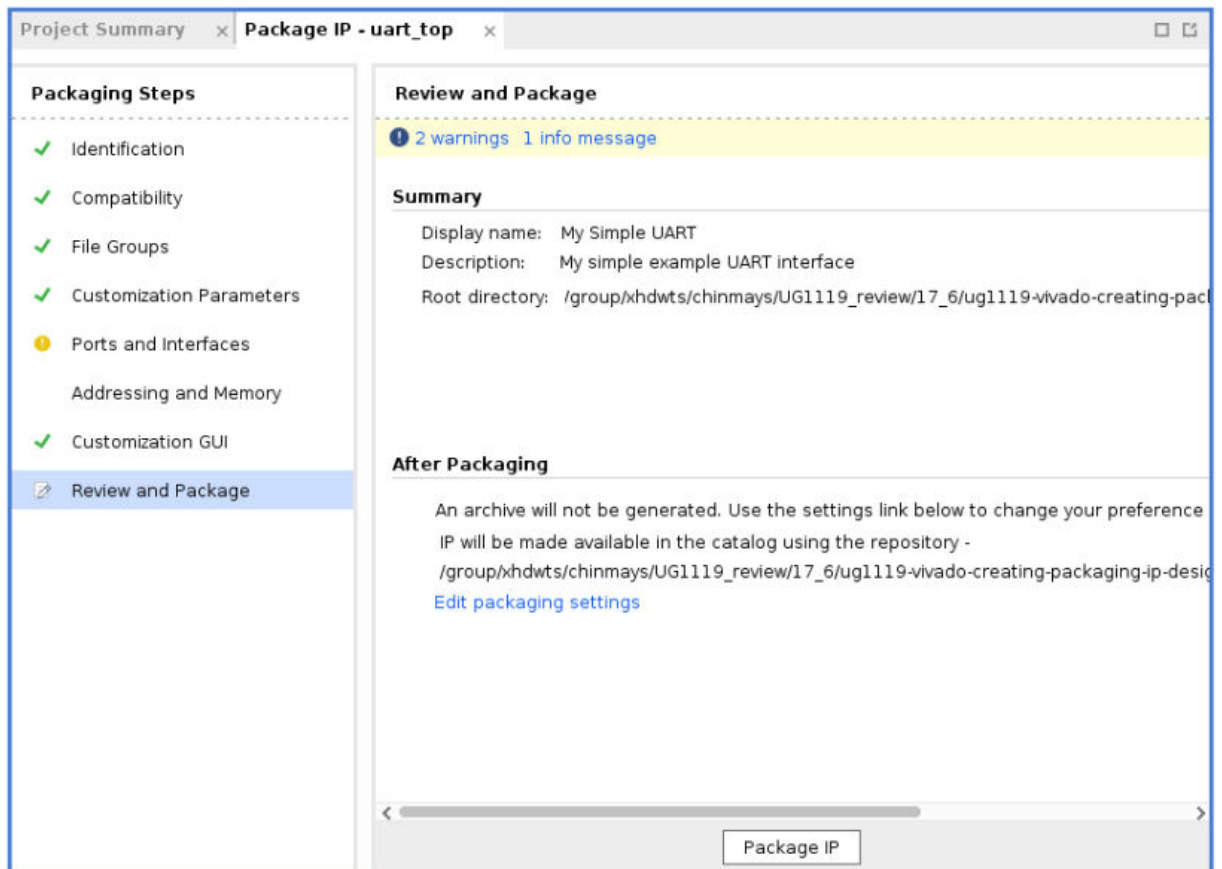 Project Summary
Package IP - uart_top
Packaging Steps
Identification
Compatibility
File Groups
Customization Parameters
Ports and Interfaces
Addressing and Memory
Customization GUI
Review and Package
Review and Package
2 warnings 1 info message
Summary
Display name: My Simple UART
Description: My simple example UART interface
Root directory: /group/xhdwts/chinmays/UG1119_review/17_6/ug1119-vivado-creating-pac
After Packaging
An archive will not be generated. Use the settings link below to change your preference
IP will be made available in the catalog using the repository -
/group/xhdwts/chinmays/UG1119_review/17_6/ug1119-vivado-creating-packaging-ip-desig
Edit packaging settings
Package IP